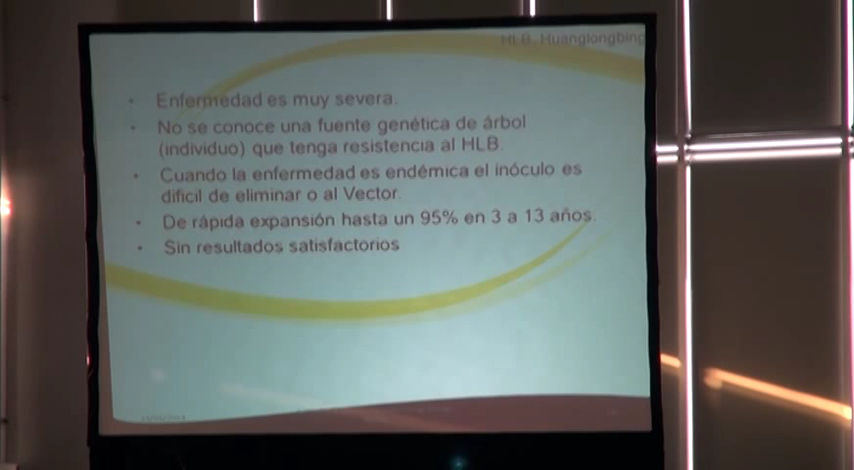 HLB Huanglongbing
• Enfermedad es muy severa.
• No se conoce una fuente genética de árbol
(individuo) que tenga resistencia al HLB.
• Cuando la enfermedad es endémica el inóculo es
dificil de eliminar o al Vector.
• De rápida expansión hasta un 95% en 3 a 13 años.
• Sin resultados satisfactorios